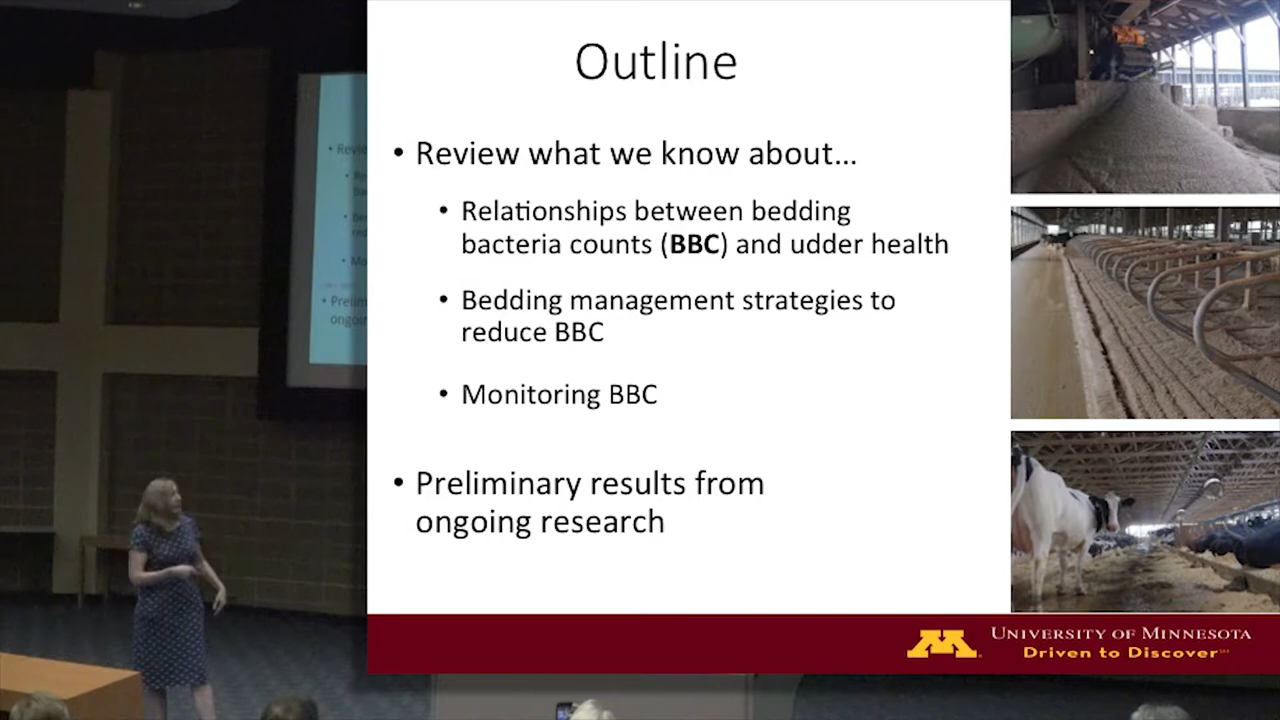 Outline
• Review what we know about...
• Relationships between bedding
bacteria counts (BBC) and udder health
• Bedding management strategies to
reduce BBC
• Monitoring BBC
• Preliminary results from
ongoing research
UNIVERSITY OF MINNESOTA
Driven to Discover℠